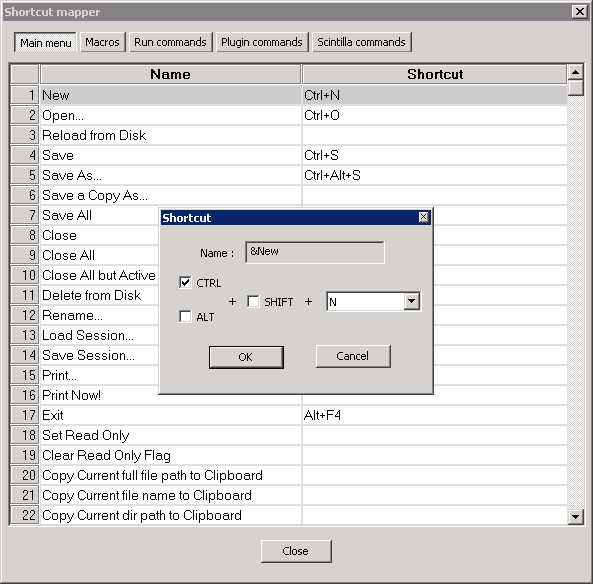 Shortcut mapper
Main menu Macros Run commands Plugin commands Scintilla commands
Name Shortcut
1 New Ctrl+N
2 Open... Ctrl+O
3 Reload from Disk
4 Save Ctrl+S
5 Save As... Ctrl+Alt+S
6 Save a Copy As...
7 Save All
8 Close
9 Close All
10 Close All but Active
11 Delete from Disk
12 Rename...
13 Load Session...
14 Save Session...
15 Print...
16 Print Now!
17 Exit Alt+F4
18 Set Read Only
19 Clear Read Only Flag
20 Copy Current full file path to Clipboard
21 Copy Current file name to Clipboard
22 Copy Current dir path to Clipboard
Shortcut
Name : &New
CTRL
+ SHIFT + N
ALT
OK Cancel
Close